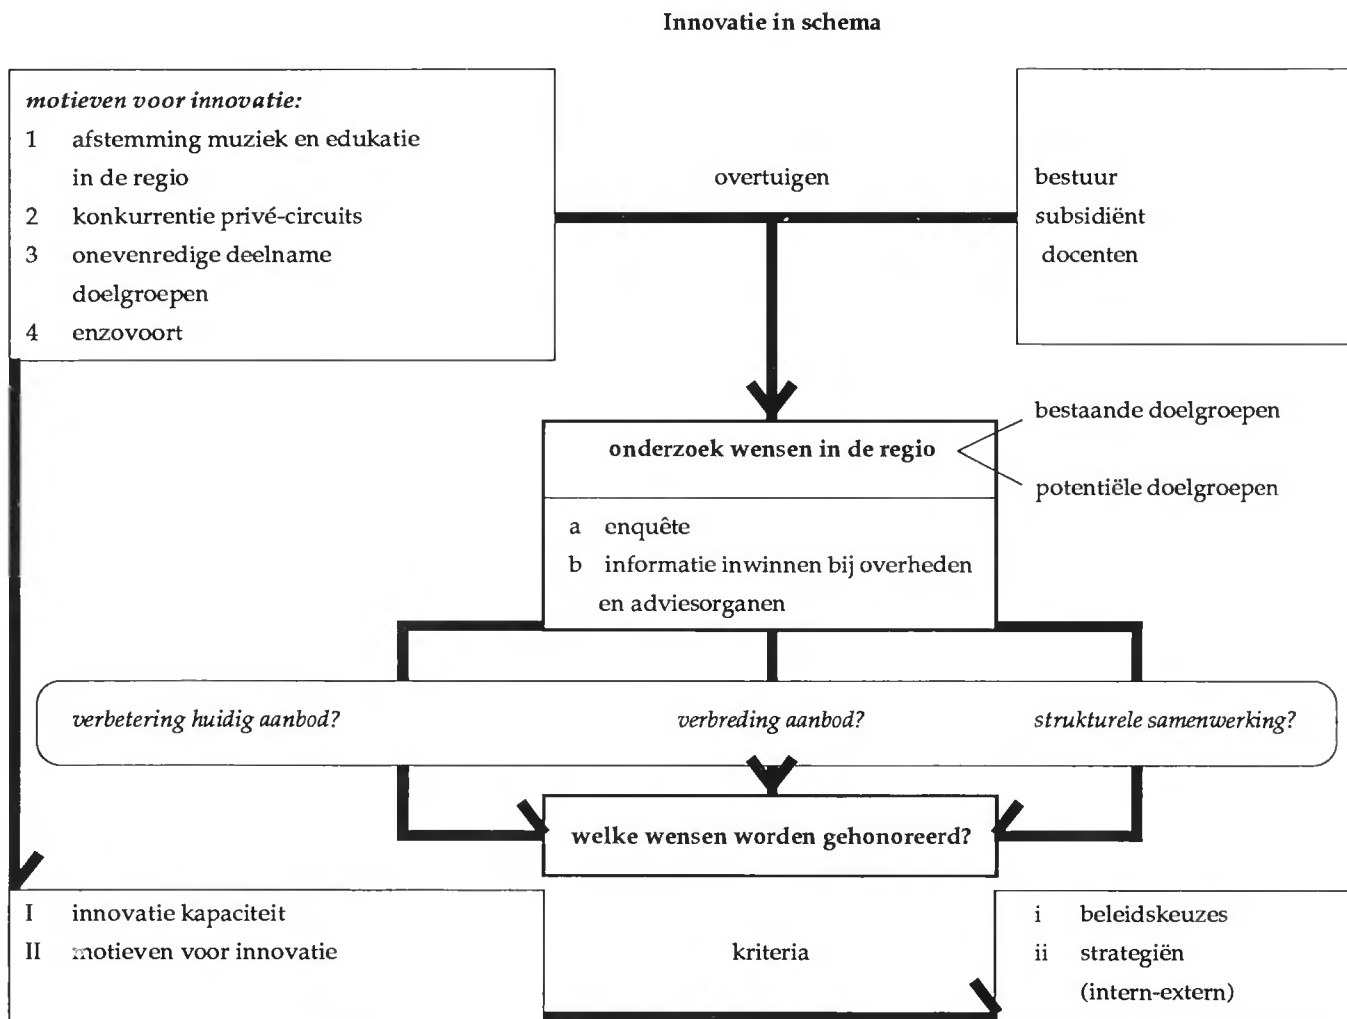 Innovatie in schema
motieven voor innovatie:
1 afstemming muziek en edukatie
in de regio
2 konkurrentie privé-circuits
3 onevenredige deelname
doelgroepen
4 enzovoort
overtuigen
bestuur
subsidiënt
docenten
onderzoek wensen in de regio
bestaande doelgroepen
potentiële doelgroepen
a enquête
b informatie inwinnen bij overheden
en adviesorganen
verbetering huidig aanbod?
verbreding aanbod?
strukturele samenwerking?
welke wensen worden gehonoreerd?
I innovatie kapaciteit
II motieven voor innovatie
kriteria
i beleidskeuzes
ii strategiën
(intern-extern)